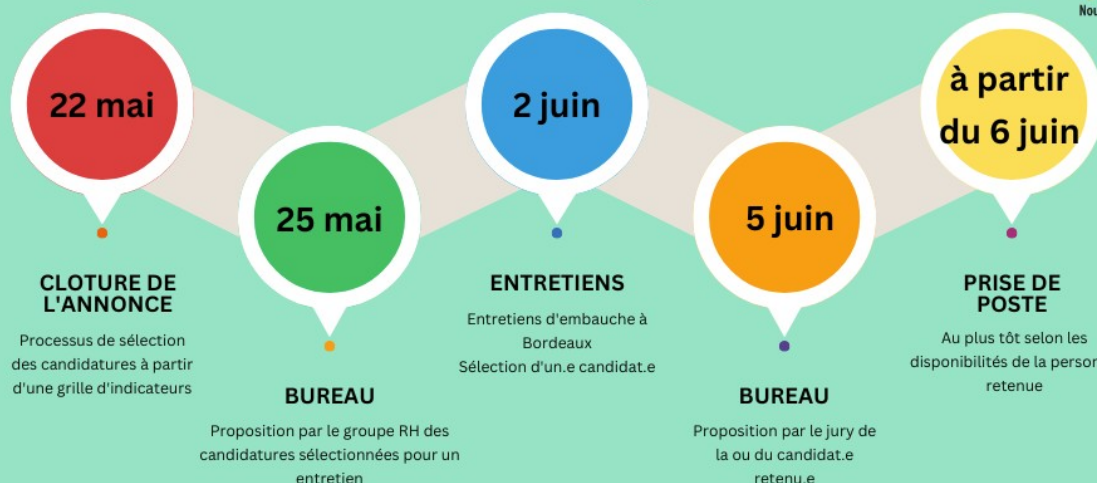 Nou
22 mai
CLOTURE DE
L'ANNONCE
Processus de sélection
des candidatures à partir
d'une grille d'indicateurs
25 mai
BUREAU
Proposition par le groupe RH des
candidatures sélectionnées pour un
entretien
2 juin
ENTRETIENS
Entretiens d'embauche à
Bordeaux
Sélection d'un.e candidat.e
5 juin
BUREAU
Proposition par le jury de
la ou du candidat.e
retenu.e
à partir
du 6 juin
PRISE DE
POSTE
Au plus tôt selon les
disponibilités de la person
retenue